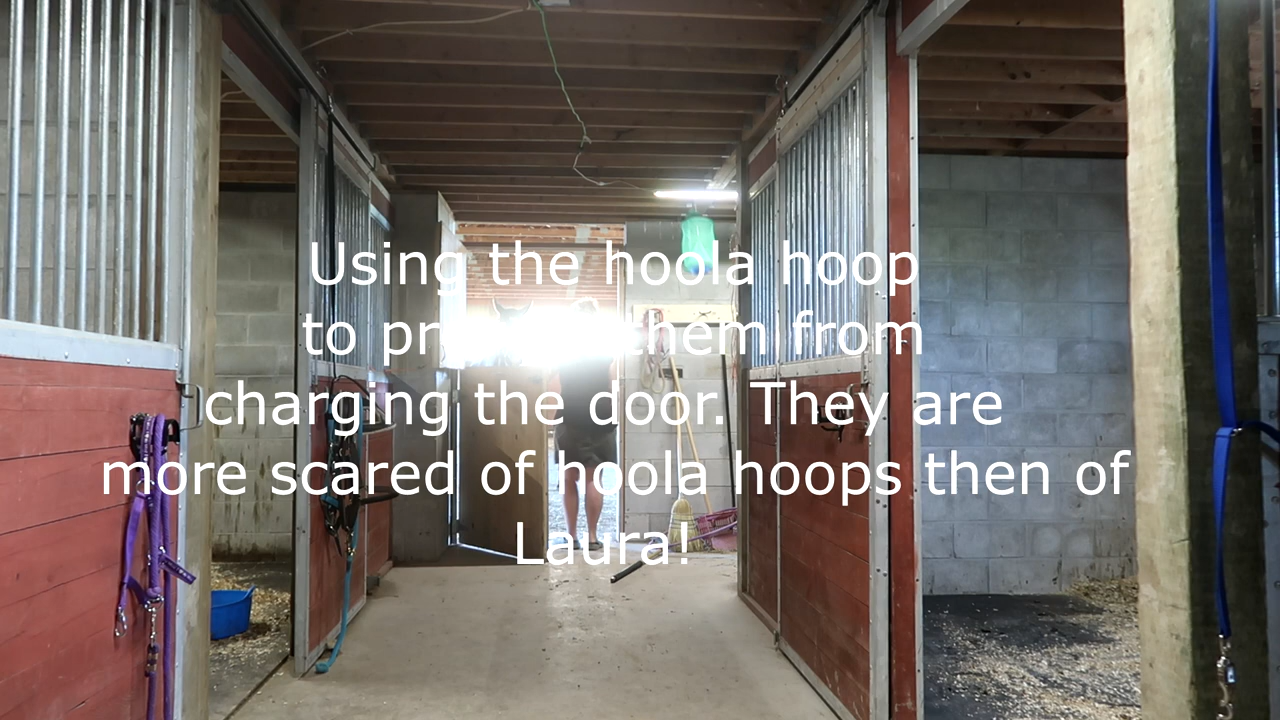 Using the hoola hoop
to them from
charging the door. They are
more scared of hoola hoops then of
Laura!